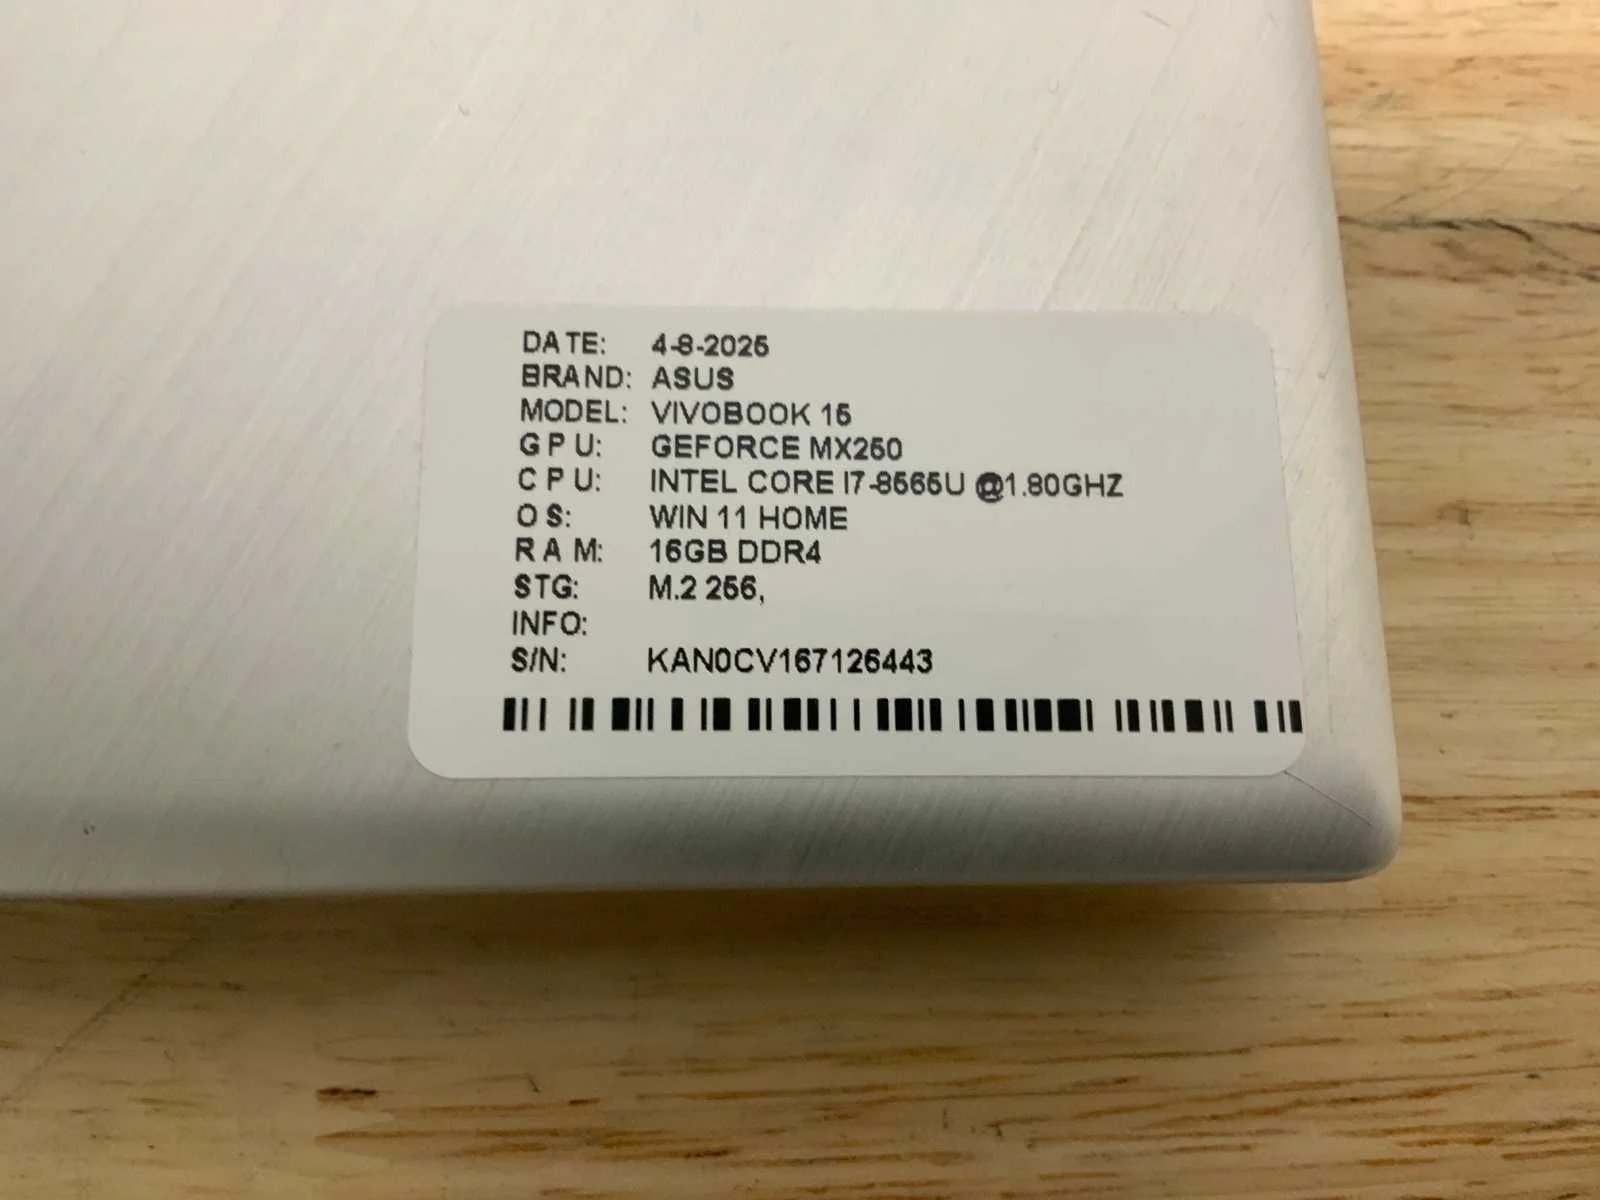 DATE: 4-8-2025
BRAND: ASUS
MODEL: VIVOBOOK 15
GPU: GEFORCE MX250
CPU: INTEL CORE I7-8565U @1.80GHZ
OS: WIN 11 HOME
RAM: 16GB DDR4
STG: M.2 256,
INFO:
S/N: KAN0CV167126443